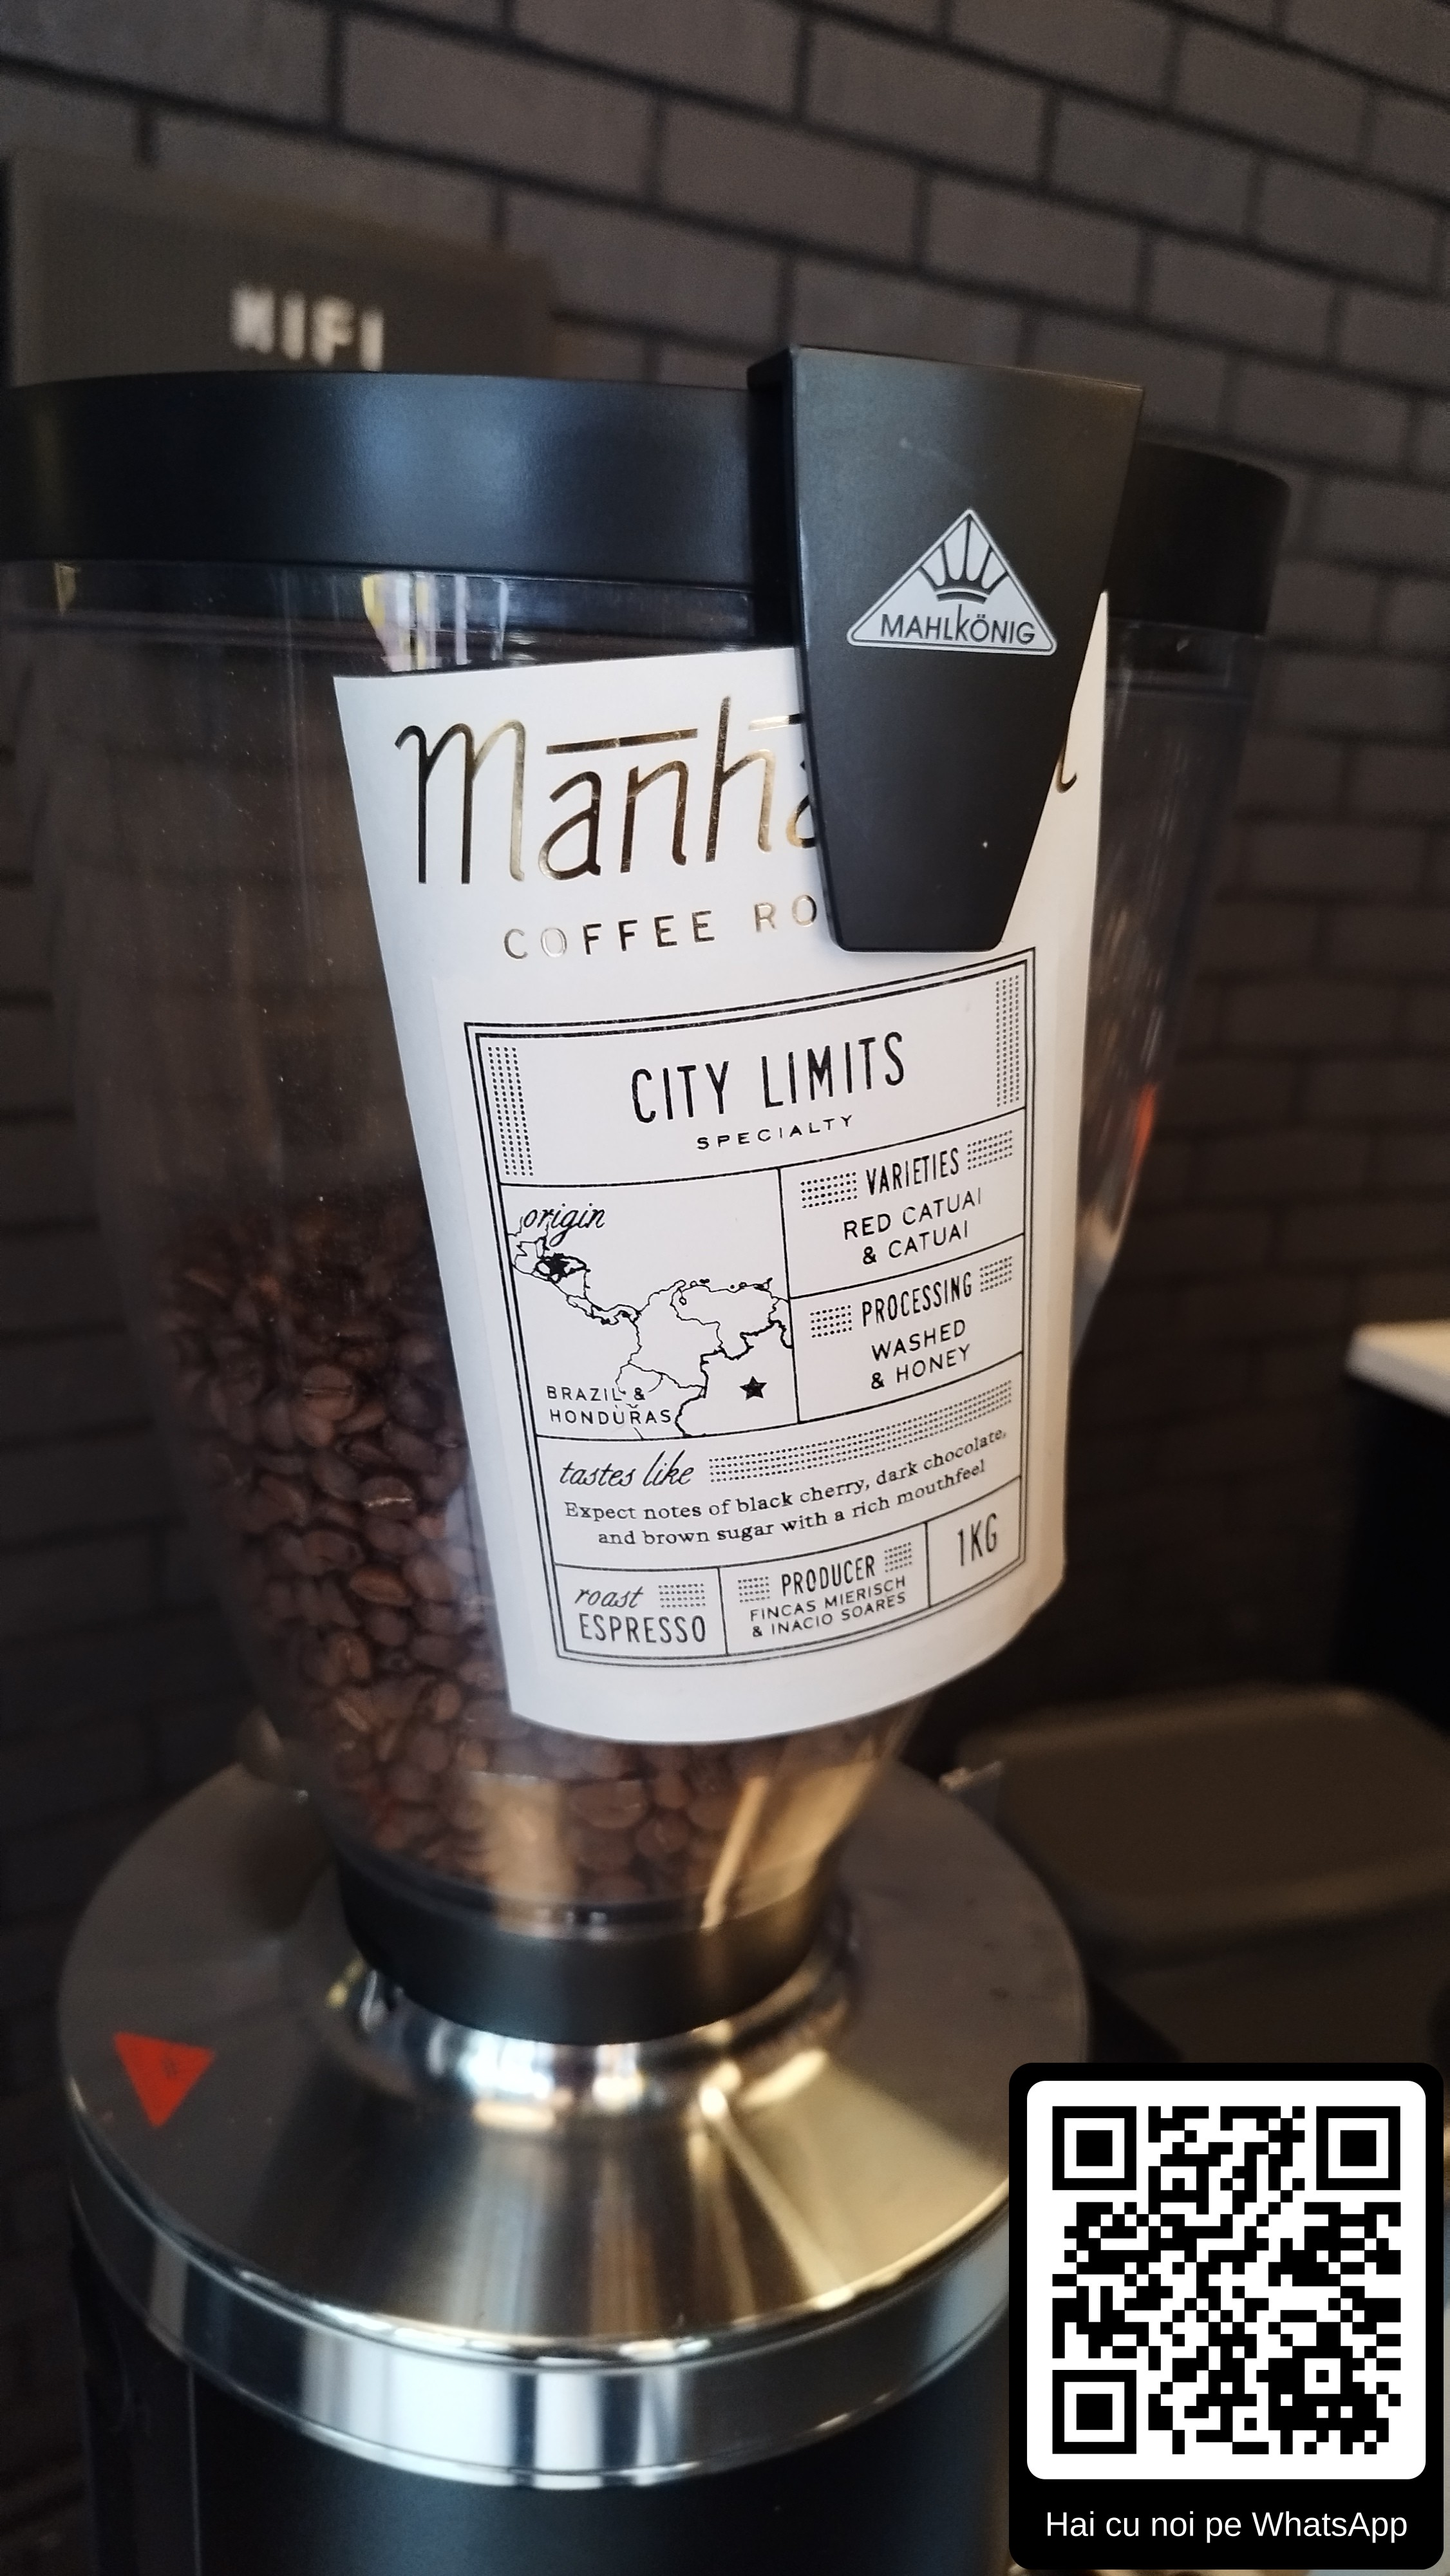 HIFI
MAHLKÖNIG
Manha
COFFEE RO
CITY LIMITS
SPECIALTY
origin
BRAZIL &
HONDURAS
VARIETIES
RED CATUAI
& CATUAI
PROCESSING
WASHED
& HONEY
tastes like
Expect notes of black cherry, dark chocolate,
and brown sugar with a rich mouthfeel
roast
ESPRESSO
PRODUCER
FINCAS MIERISCH
& INACIO SOARES
1KG
Hai cu noi pe WhatsApp